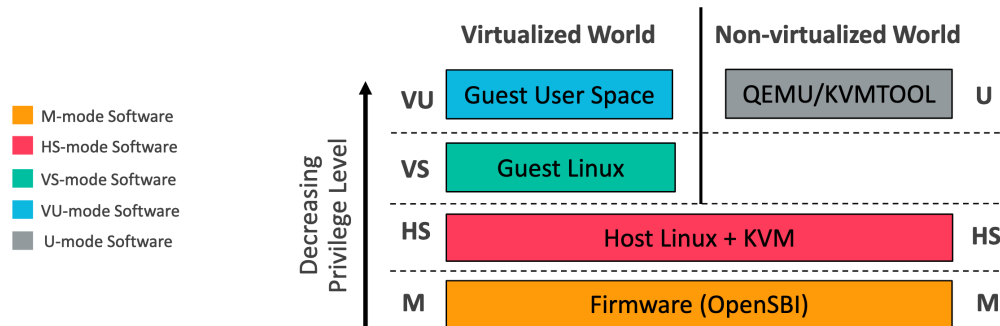 Virtualized World
Non-virtualized World
VU
Guest User Space
QEMU/KVMTOOL
U
M-mode Software
HS-mode Software
VS-mode Software
VU-mode Software
U-mode Software
Decreasing
Privilege Level
VS
Guest Linux
HS
Host Linux + KVM
HS
M
Firmware (OpenSBI)
M